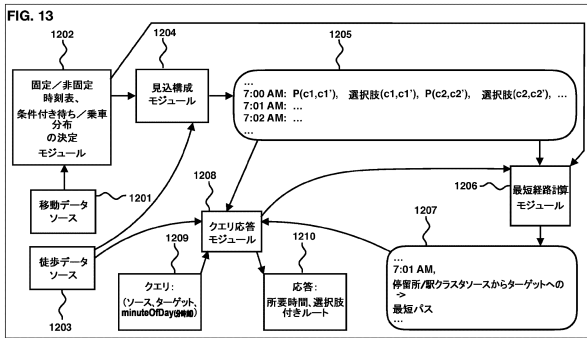 FIG. 13
1202
固定／非固定
時刻表、
条件付き待ち／乗車
分布
の決定
モジュール
1204
見込構成
モジュール
1205
…
7:00 AM: P(c1,c1'), 選択肢(c1,c1'), P(c2,c2'), 選択肢(c2,c2'), …
7:01 AM: …
7:02 AM: …
…
移動データ
ソース
1201
徒歩データ
ソース
1203
1208
クエリ応答
モジュール
1206
最短経路計算
モジュール
1209
クエリ：
(ソース、ターゲット、
minuteOfDay
1210
応答：
所要時間、選択肢
付きルート
1207
…
7:01 AM,
停留所/駅クラスタソースからターゲットへの
->
最短パス
…